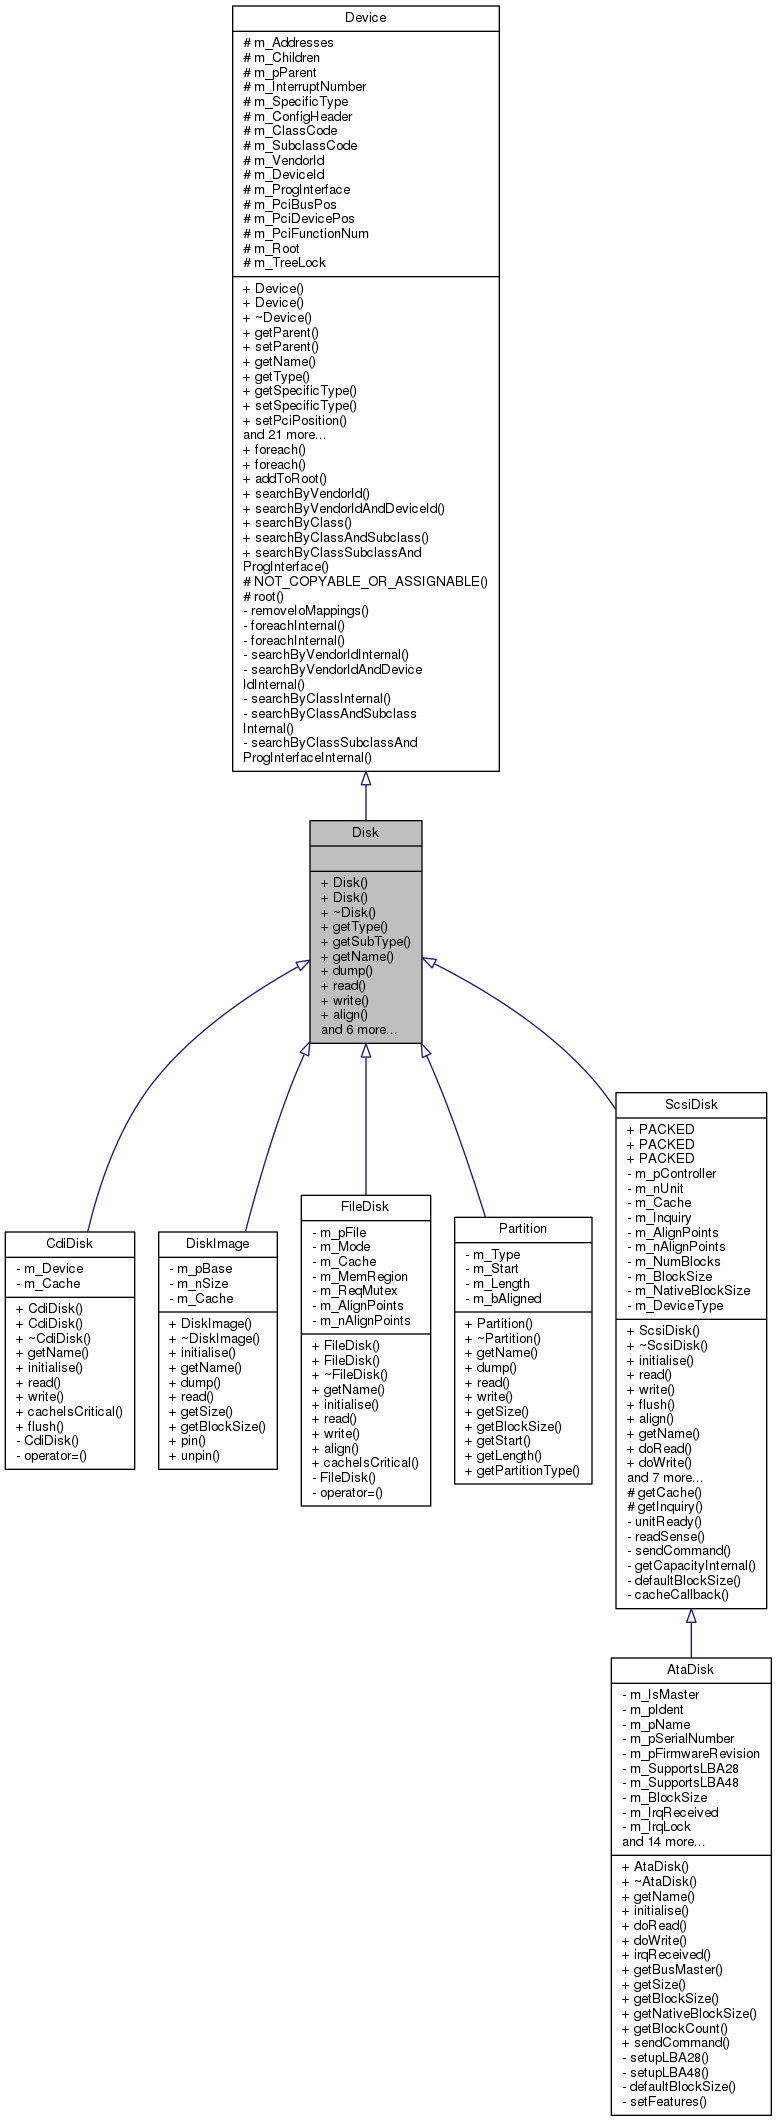 Device
# m_Addresses
# m_Children
# m_pParent
# m_InterruptNumber
# m_SpecificType
# m_ConfigHeader
# m_ClassCode
# m_SubclassCode
# m_VendorId
# m_DeviceId
# m_ProgInterface
# m_PciBusPos
# m_PciDevicePos
# m_PciFunctionNum
# m_Root
# m_TreeLock
+ Device()
+ Device()
+ ~Device()
+ getParent()
+ setParent()
+ getName()
+ getType()
+ getSpecificType()
+ setSpecificType()
+ setPciPosition()
and 21 more...
+ foreach()
+ foreach()
+ addToRoot()
+ searchByVendorId()
+ searchByVendorIdAndDeviceId()
+ searchByClass()
+ searchByClassAndSubclass()
+ searchByClassSubclassAnd
ProgInterface()
# NOT_COPYABLE_OR_ASSIGNABLE()
# root()
- removeIoMappings()
- foreachInternal()
- foreachInternal()
- searchByVendorIdInternal()
- searchByVendorIdAndDevice
IdInternal()
- searchByClassInternal()
- searchByClassAndSubclass
Internal()
- searchByClassSubclassAnd
ProgInterfaceInternal()
Disk
+ Disk()
+ Disk()
+ ~Disk()
+ getType()
+ getSubType()
+ getName()
+ dump()
+ read()
+ write()
+ align()
and 6 more...
CdiDisk
- m_Device
- m_Cache
+ CdiDisk()
+ CdiDisk()
+ ~CdiDisk()
+ getName()
+ initialise()
+ read()
+ write()
+ cacheIsCritical()
+ flush()
- CdiDisk()
- operator=()
DiskImage
- m_pBase
- m_nSize
- m_Cache
+ DiskImage()
+ ~DiskImage()
+ initialise()
+ getName()
+ dump()
+ read()
+ getSize()
+ getBlockSize()
+ pin()
+ unpin()
FileDisk
- m_pFile
- m_Mode
- m_Cache
- m_MemRegion
- m_ReqMutex
- m_AlignPoints
- m_nAlignPoints
+ FileDisk()
+ FileDisk()
+ ~FileDisk()
+ getName()
+ initialise()
+ read()
+ write()
+ align()
+ cacheIsCritical()
- FileDisk()
- operator=()
Partition
- m_Type
- m_Start
- m_Length
- m_bAligned
+ Partition()
+ ~Partition()
+ getName()
+ dump()
+ read()
+ write()
+ getSize()
+ getBlockSize()
+ getStart()
+ getLength()
+ getPartitionType()
ScsiDisk
+ PACKED
+ PACKED
+ PACKED
- m_pController
- m_nUnit
- m_Cache
- m_Inquiry
- m_AlignPoints
- m_nAlignPoints
- m_NumBlocks
- m_BlockSize
- m_NativeBlockSize
- m_DeviceType
+ ScsiDisk()
+ ~ScsiDisk()
+ initialise()
+ read()
+ write()
+ flush()
+ align()
+ getName()
+ doRead()
+ doWrite()
and 7 more...
# getCache()
# getInquiry()
- unitReady()
- readSense()
- sendCommand()
- getCapacityInternal()
- defaultBlockSize()
- cacheCallback()
AtaDisk
- m_IsMaster
- m_pIdent
- m_pName
- m_pSerialNumber
- m_pFirmwareRevision
- m_SupportsLBA28
- m_SupportsLBA48
- m_BlockSize
- m_IrqReceived
- m_IrqLock
and 14 more...
+ AtaDisk()
+ ~AtaDisk()
+ getName()
+ initialise()
+ doRead()
+ doWrite()
+ irqReceived()
+ getBusMaster()
+ getSize()
+ getBlockSize()
+ getNativeBlockSize()
+ getBlockCount()
+ sendCommand()
- setupLBA28()
- setupLBA48()
- defaultBlockSize()
- setFeatures()